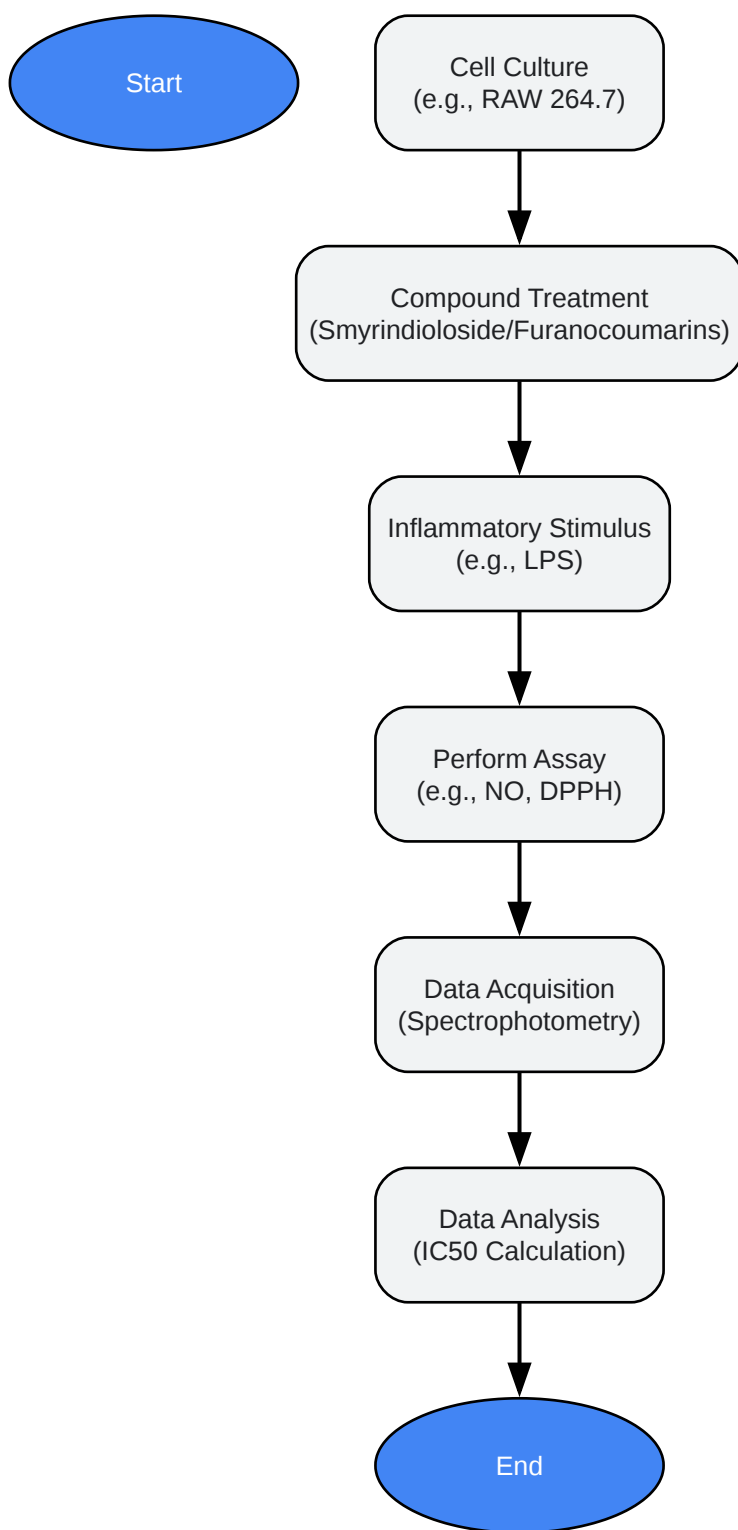 Start
Cell Culture
(e.g., RAW 264.7)
Compound Treatment
(Smyrindioloside/Furanocoumarins)
Inflammatory Stimulus
(e.g., LPS)
Perform Assay
(e.g., NO, DPPH)
Data Acquisition
(Spectrophotometry)
Data Analysis
(IC50 Calculation)
End